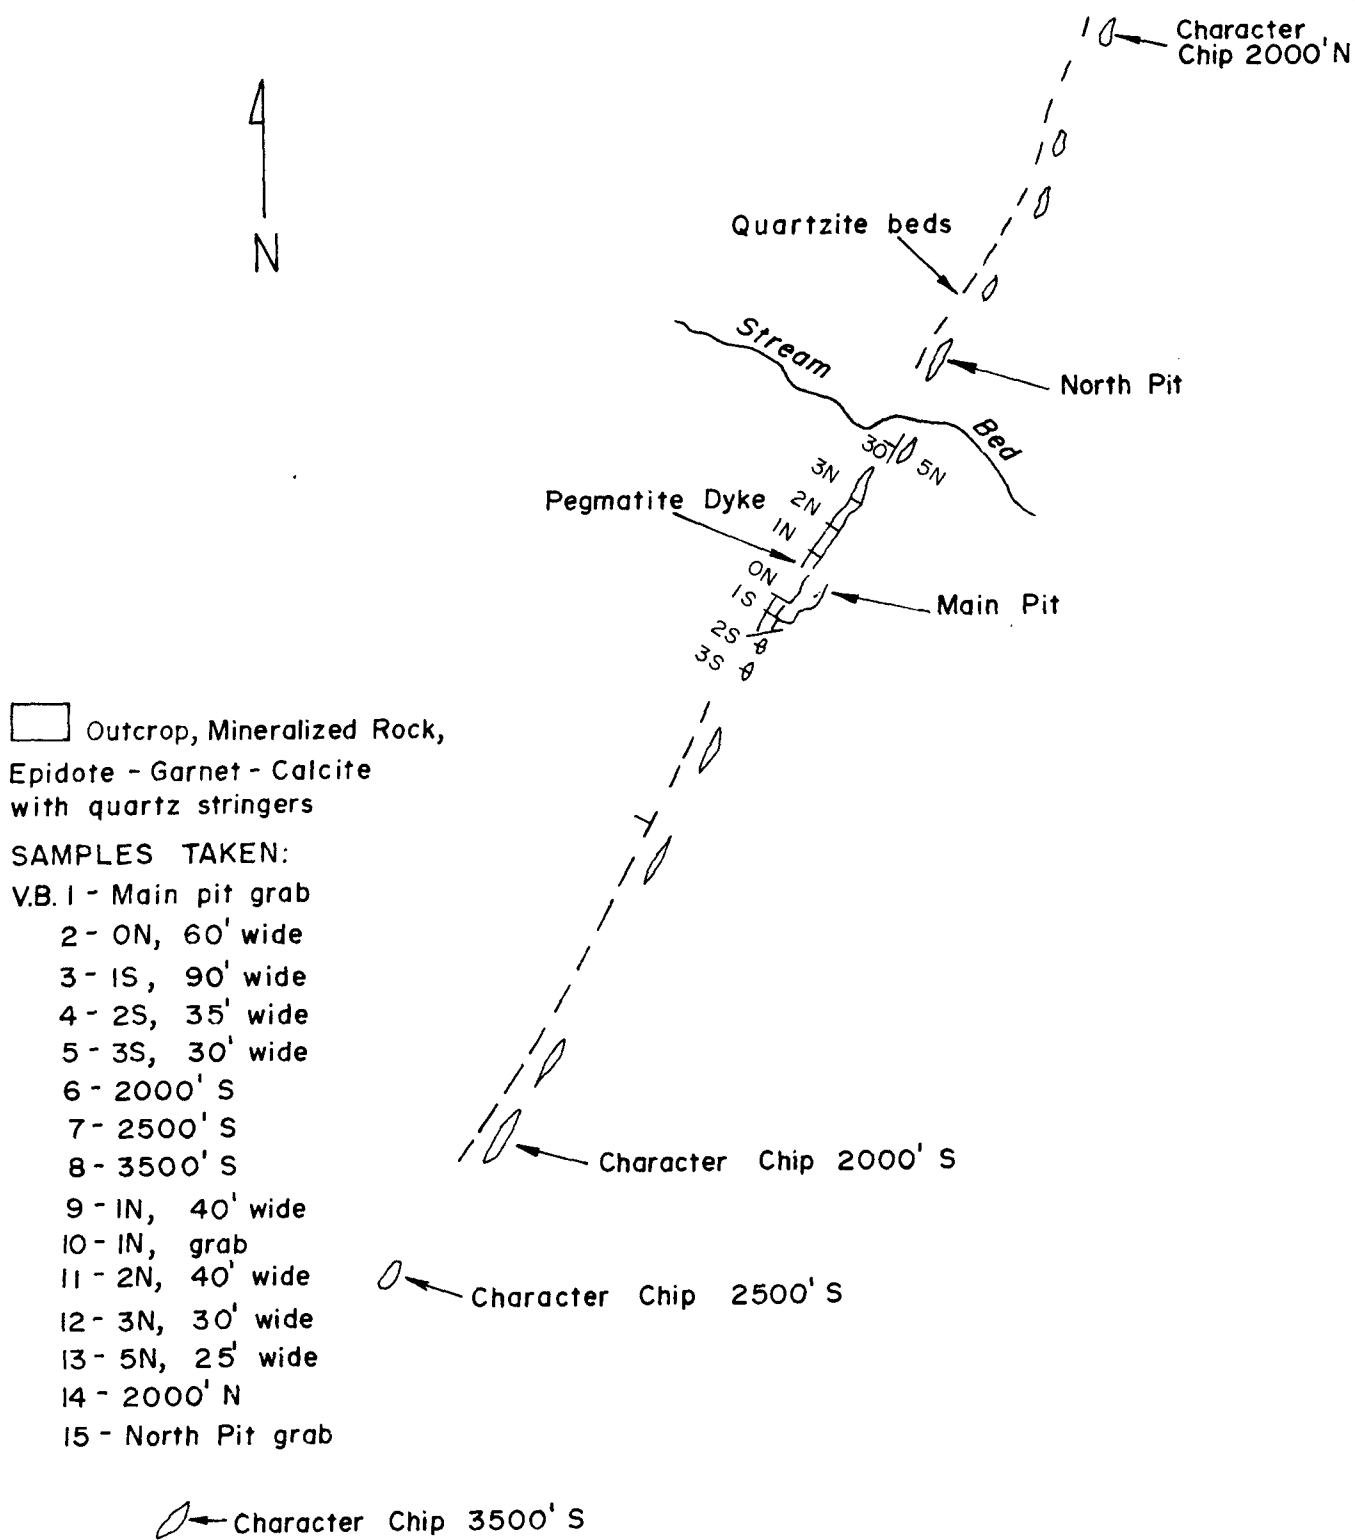 Character
Chip 2000'N
N
Quartzite beds
Stream
Bed
North Pit
30
5N
3N
2N
1N
Pegmatite Dyke
0N
1S
2S
3S
Main Pit
Outcrop, Mineralized Rock,
Epidote - Garnet - Calcite
with quartz stringers
SAMPLES TAKEN:
V.B. 1 - Main pit grab
2 - 0N, 60' wide
3 - 1S, 90' wide
4 - 2S, 35' wide
5 - 3S, 30' wide
6 - 2000' S
7 - 2500' S
8 - 3500' S
9 - 1N, 40' wide
10 - 1N, grab
11 - 2N, 40' wide
12 - 3N, 30' wide
13 - 5N, 25' wide
14 - 2000' N
15 - North Pit grab
Character Chip 2000' S
Character Chip 2500' S
Character Chip 3500' S